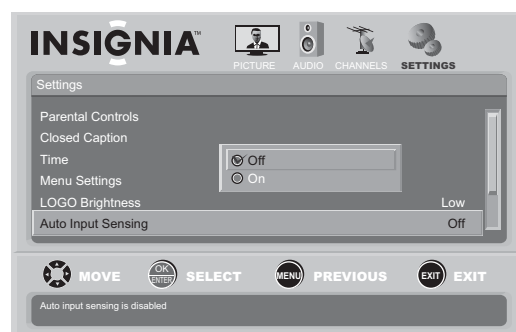 INSIGNIA™
PICTURE AUDIO CHANNELS SETTINGS
Settings
Parental Controls
Closed Caption
Time
Off
Menu Settings
On
LOGO Brightness Low
Auto Input Sensing Off
MOVE OK ENTER SELECT MENU PREVIOUS EXIT EXIT
Auto input sensing is disabled